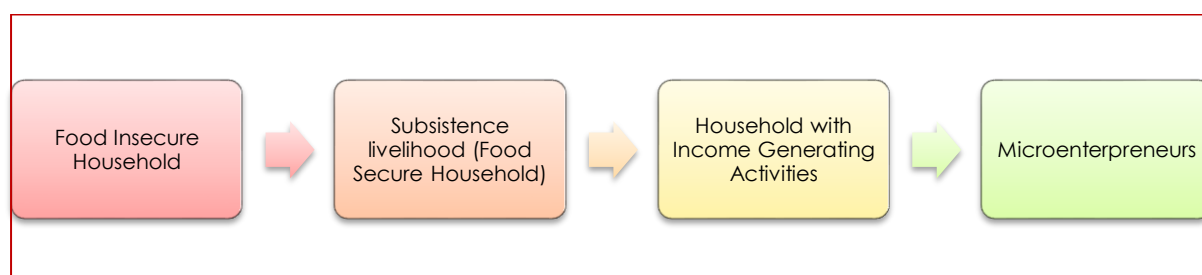 Food Insecure
Household
Subsistence
livelihood (Food
Secure Household)
Household with
Income Generating
Activities
Microenterpreneurs